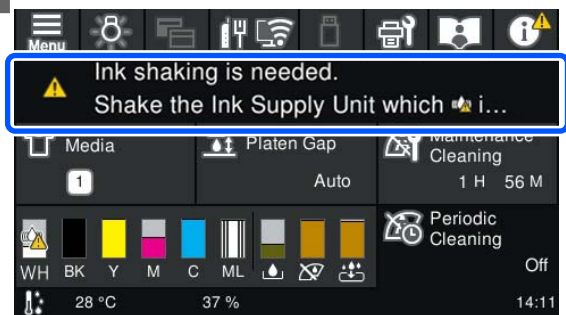 Menu
Ink shaking is needed.
Shake the Ink Supply Unit which i...
Media
1
Platen Gap
Auto
Maintenance
Cleaning
1 H 56 M
WH BK Y M C ML
Periodic
Cleaning
Off
28 °C 37 % 14:11